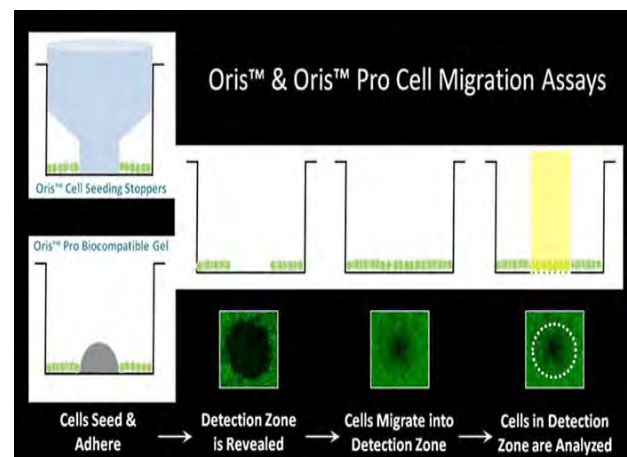 Oris™ & Oris™ Pro Cell Migration Assays
Oris™ Cell Seeding Stoppers
Oris™ Pro Biocompatible Gel
Cells Seed &
Adhere
Detection Zone
is Revealed
Cells Migrate into
Detection Zone
Cells in Detection
Zone are Analyzed